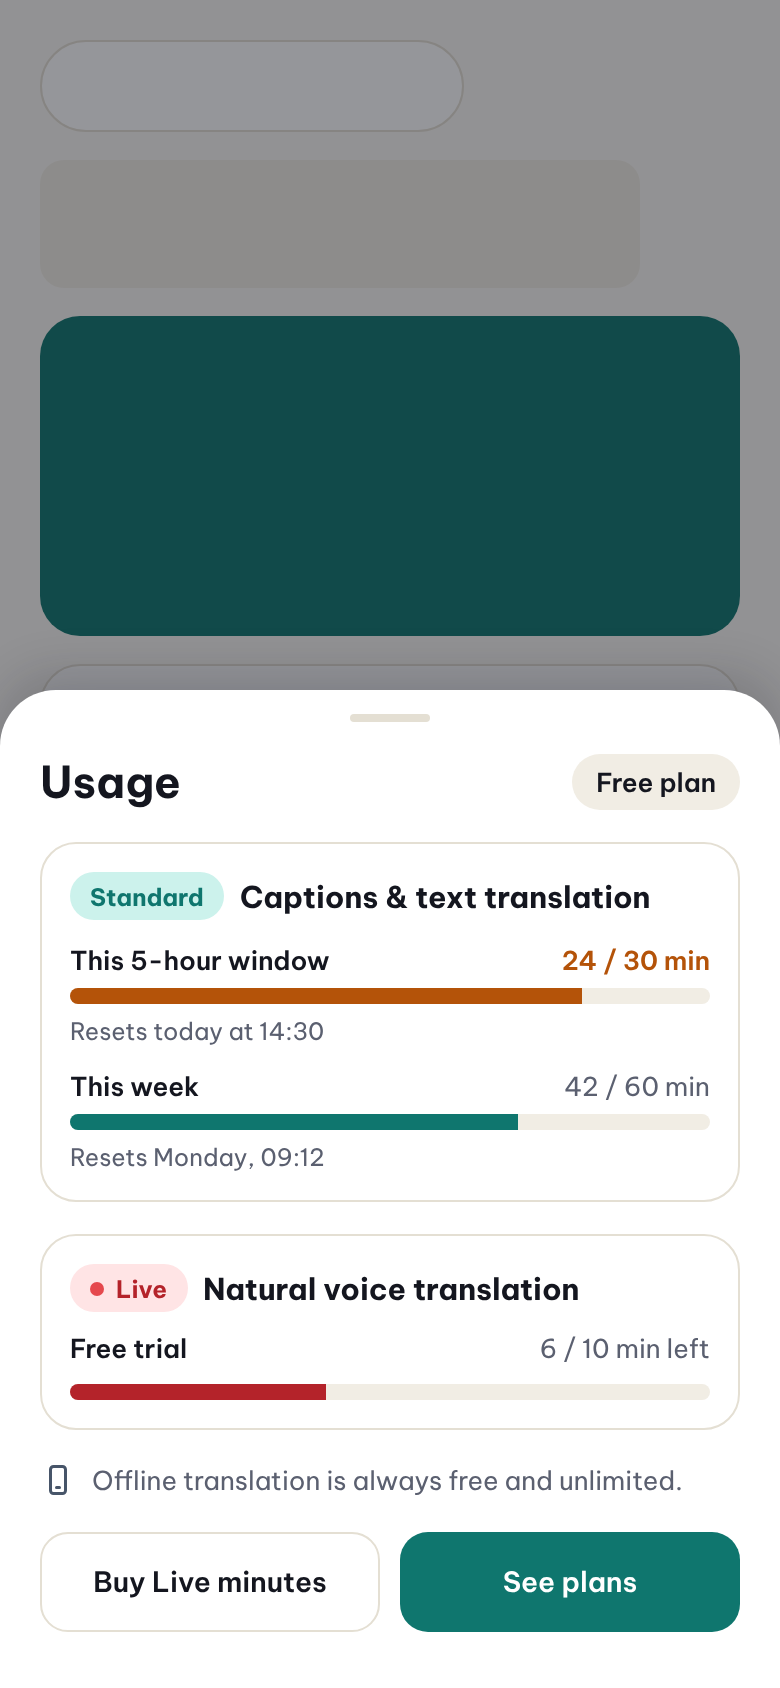 Usage
Free plan
Standard
Captions & text translation
This 5-hour window
24 / 30 min
Resets today at 14:30
This week
42 / 60 min
Resets Monday, 09:12
Live
Natural voice translation
Free trial
6 / 10 min left
Offline translation is always free and unlimited.
Buy Live minutes
See plans